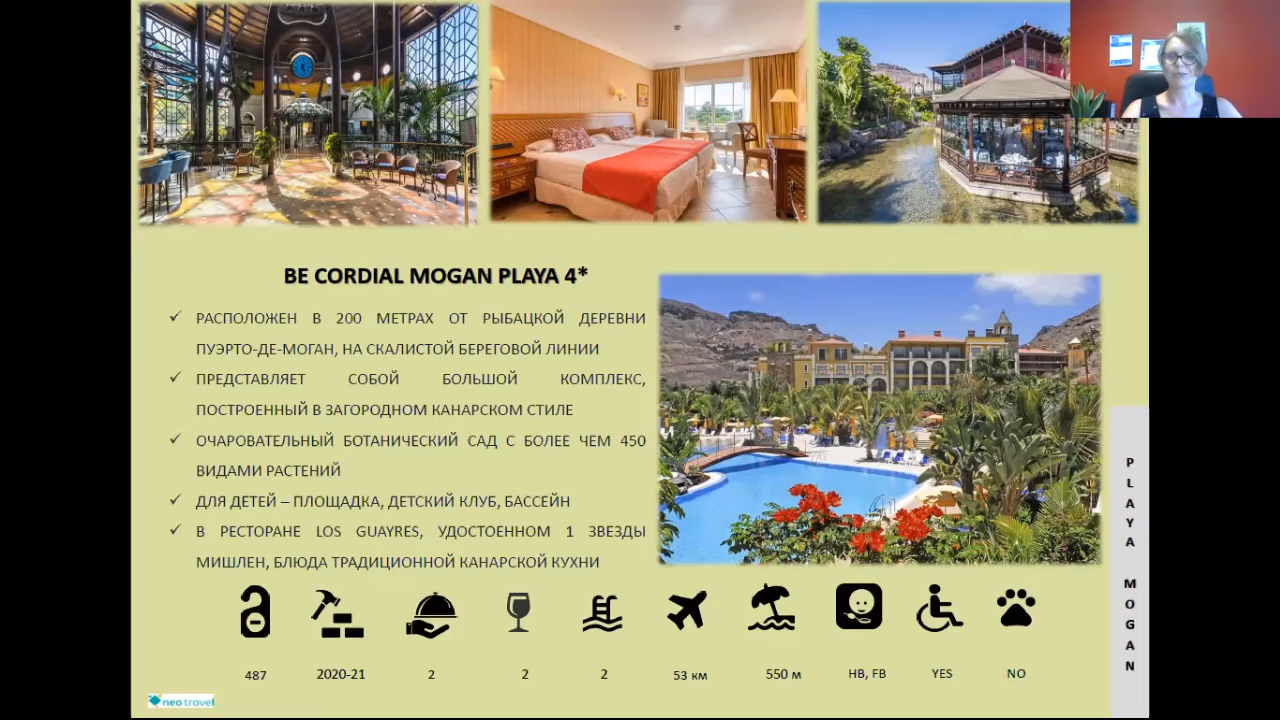 BE CORDIAL MOGAN PLAYA 4*
✓ РАСПОЛОЖЕН В 200 МЕТРАХ ОТ РЫБАЦКОЙ ДЕРЕВНИ
ПУЭРТО-ДЕ-МОГАН, НА СКАЛИСТОЙ БЕРЕГОВОЙ ЛИНИИ
✓ ПРЕДСТАВЛЯЕТ СОБОЙ БОЛЬШОЙ КОМПЛЕКС,
ПОСТРОЕННЫЙ В ЗАГОРОДНОМ КАНАРСКОМ СТИЛЕ
✓ ОЧАРОВАТЕЛЬНЫЙ БОТАНИЧЕСКИЙ САД С БОЛЕЕ ЧЕМ 450
ВИДАМИ РАСТЕНИЙ
✓ ДЛЯ ДЕТЕЙ – ПЛОЩАДКА, ДЕТСКИЙ КЛУБ, БАССЕЙН
✓ В РЕСТОРАНЕ LOS GUAYRES, УДОСТОЕННОМ 1 ЗВЕЗДЫ
МИШЛЕН, БЛЮДА ТРАДИЦИОННОЙ КАНАРСКОЙ КУХНИ
487 2020-21 2 2 2 53 км 550 м HB, FB YES NO
PLAYA MOGAN
neo travel